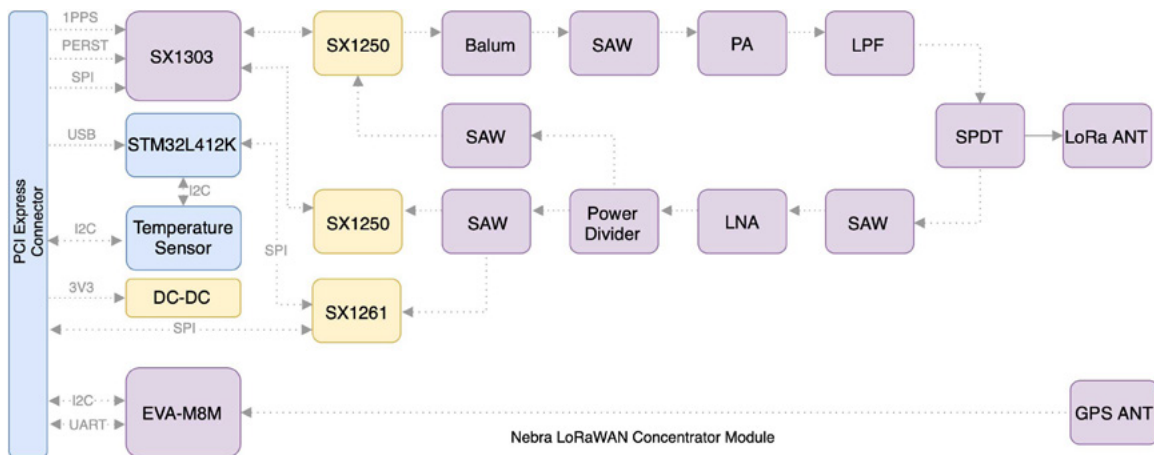 1PPS
PERST
SPI
SX1303
SX1250
Balum
SAW
PA
LPF
USB
STM32L412K
SAW
SPDT
LoRa ANT
I2C
PCI Express
Connector
I2C
Temperature
Sensor
SPI
SX1250
SAW
Power
Divider
LNA
SAW
3V3
DC-DC
SX1261
SPI
I2C
UART
EVA-M8M
GPS ANT
Nebra LoRaWAN Concentrator Module